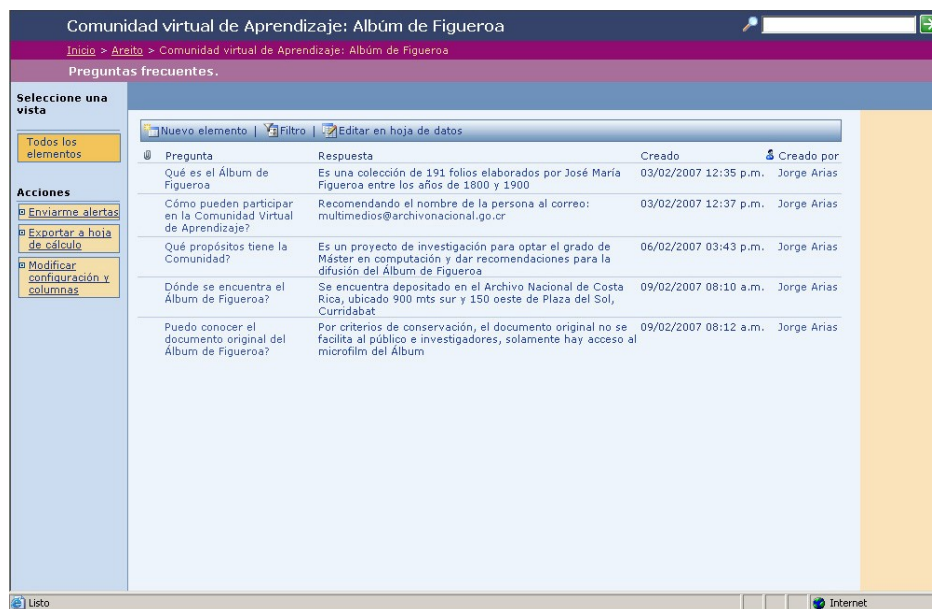 Comunidad virtual de Aprendizaje: Albúm de Figueroa
Inicio > Areito > Comunidad virtual de Aprendizaje: Albúm de Figueroa
Preguntas frecuentes.
Seleccione una
vista
Todos los
elementos
Acciones
Enviarme alertas
Exportar a hoja
de cálculo
Modificar
configuración y
columnas
Nuevo elemento | Filtro | Editar en hoja de datos
Pregunta Respuesta Creado Creado por
Qué es el Álbum de Es una colección de 191 folios elaborados por José María 03/02/2007 12:35 p.m. Jorge Arias
Figueroa Figueroa entre los años de 1800 y 1900
Cómo pueden participar Recomendando el nombre de la persona al correo: 03/02/2007 12:37 p.m. Jorge Arias
en la Comunidad Virtual multimedios@archivonacional.go.cr
de Aprendizaje?
Qué propósitos tiene la Es un proyecto de investigación para optar el grado de 06/02/2007 03:43 p.m. Jorge Arias
Comunidad? Máster en computación y dar recomendaciones para la
difusión del Álbum de Figueroa
Dónde se encuentra el Se encuentra depositado en el Archivo Nacional de Costa 09/02/2007 08:10 a.m. Jorge Arias
Álbum de Figueroa? Rica, ubicado 900 mts sur y 150 oeste de Plaza del Sol,
Curridabat
Puedo conocer el Por criterios de conservación, el documento original no se 09/02/2007 08:12 a.m. Jorge Arias
documento original del facilita al público e investigadores, solamente hay acceso al
Álbum de Figueroa? microfilm del Álbum
Listo Internet